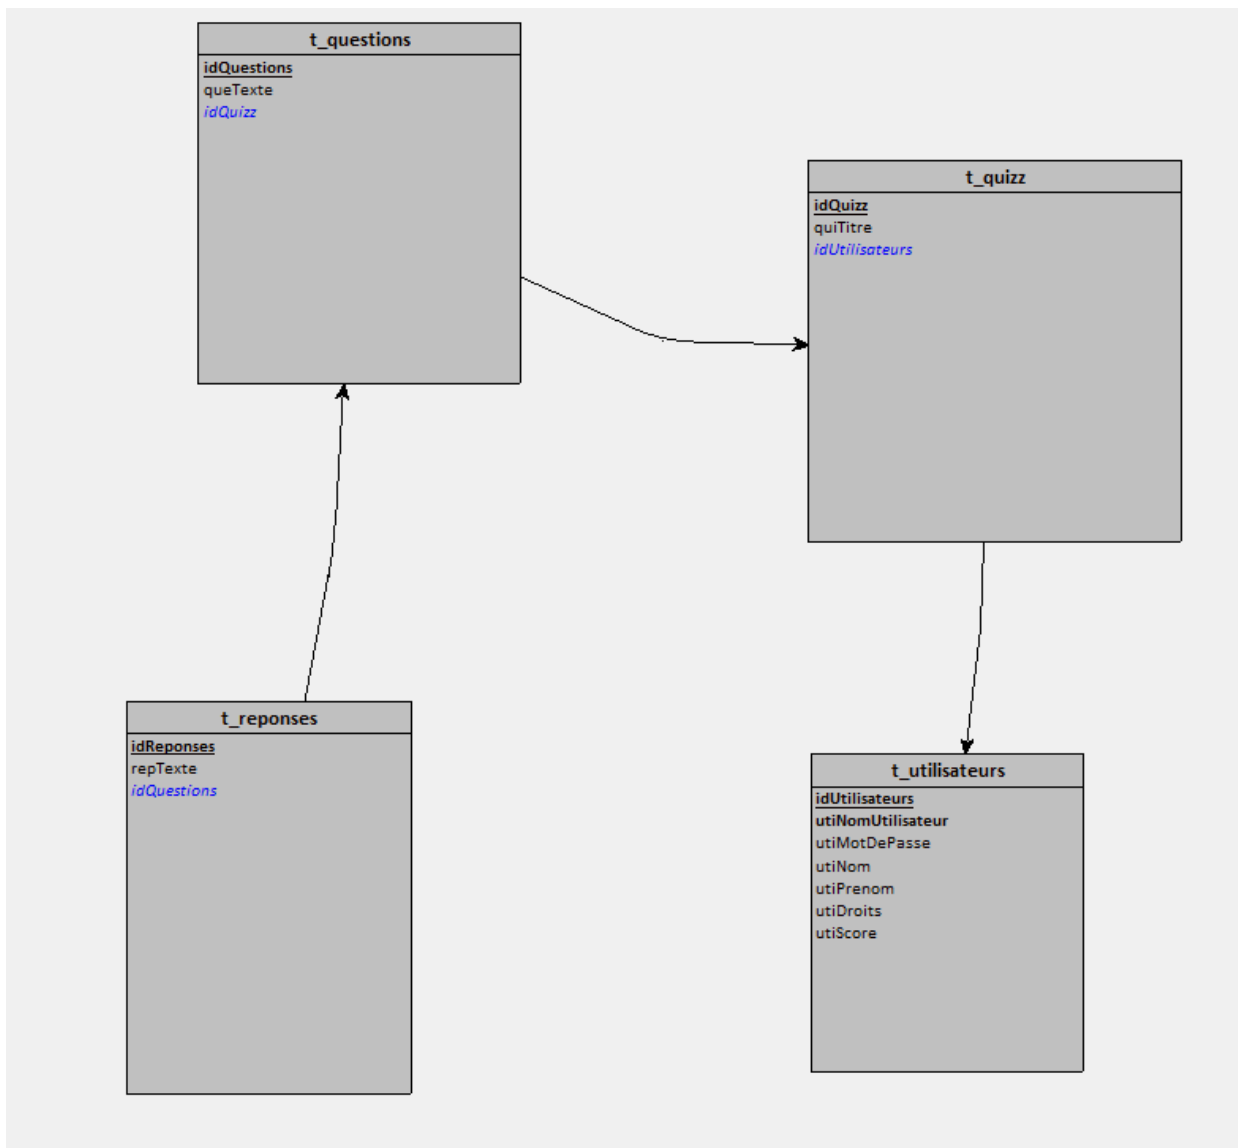 t_questions
idQuestions
queTexte
idQuizz
t_quizz
idQuizz
quiTitre
idUtilisateurs
t_reponses
idReponses
repTexte
idQuestions
t_utilisateurs
idUtilisateurs
utiNomUtilisateur
utiMotDePasse
utiNom
utiPrenom
utiDroits
utiScore